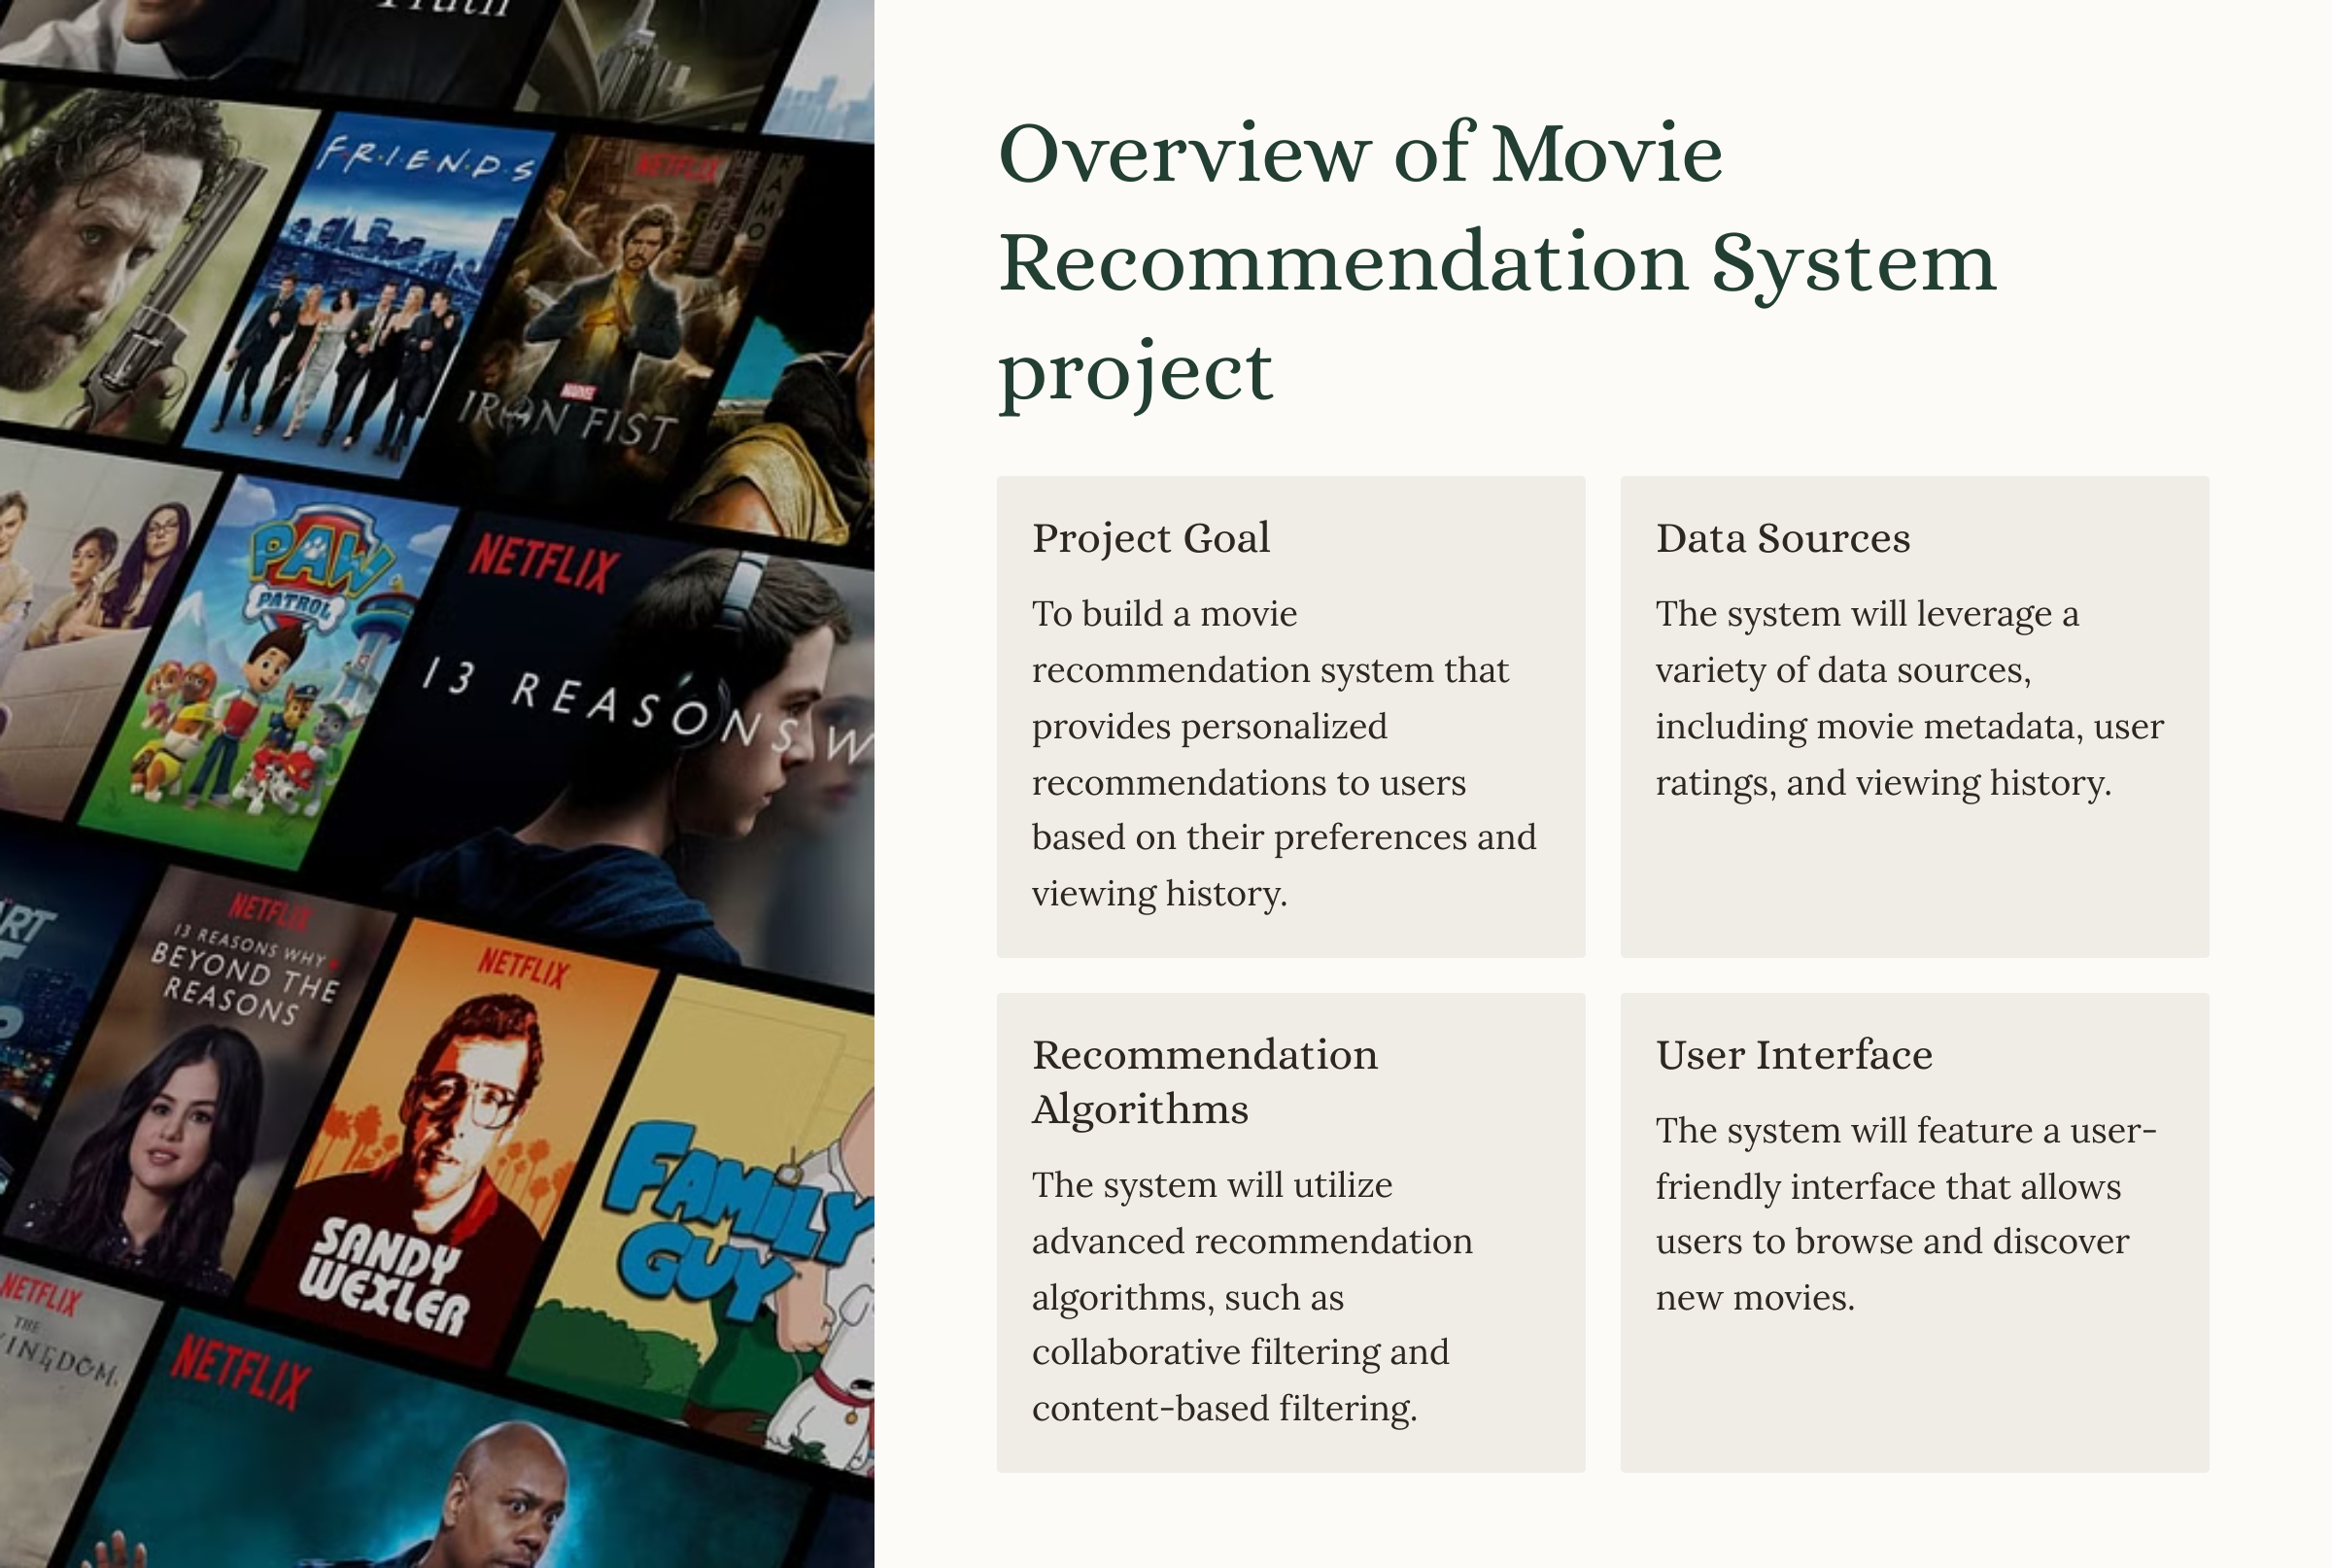 Truth
F·R·I·E·N·D·S
NETFLIX
MARVEL
IRON FIST
PAW
PATROL
NETFLIX
13 REASONS W
NETFLIX
13 REASONS WHY
BEYOND THE
REASONS
NETFLIX
SANDY
WEXLER
FAMILY
GUY
NETFLIX
THE
NETFLIX
Overview of Movie
Recommendation System
project
Project Goal
To build a movie
recommendation system that
provides personalized
recommendations to users
based on their preferences and
viewing history.
Data Sources
The system will leverage a
variety of data sources,
including movie metadata, user
ratings, and viewing history.
Recommendation
Algorithms
The system will utilize
advanced recommendation
algorithms, such as
collaborative filtering and
content-based filtering.
User Interface
The system will feature a user-
friendly interface that allows
users to browse and discover
new movies.